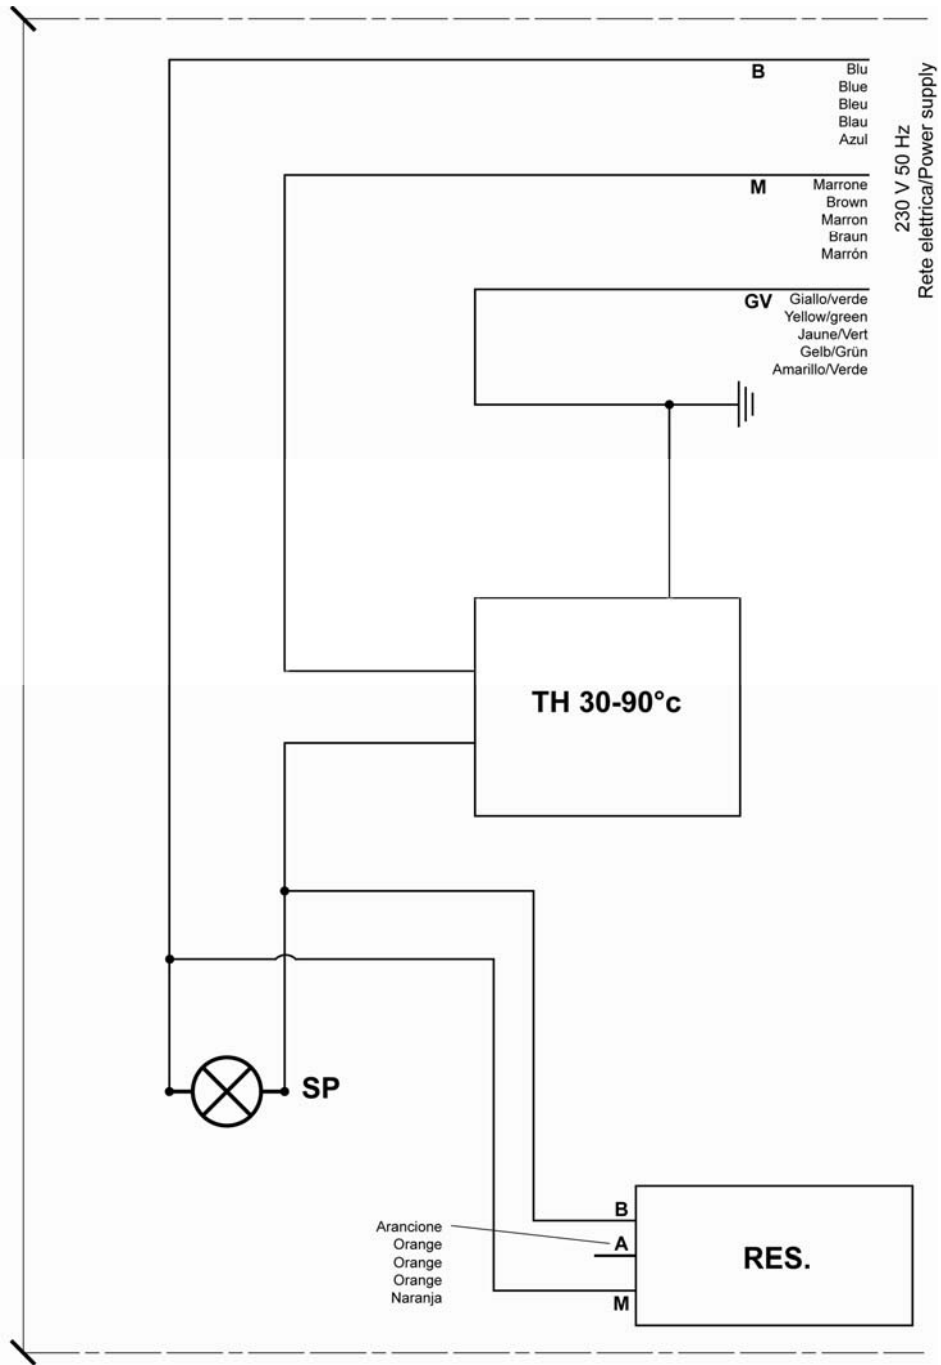 B
Blu
Blue
Bleu
Blau
Azul
M
Marrone
Brown
Marron
Braun
Marrón
GV
Giallo/verde
Yellow/green
Jaune/Vert
Gelb/Grün
Amarillo/Verde
230 V 50 Hz
Rete elettrica/Power supply
TH 30-90°c
SP
Arancione
Orange
Orange
Orange
Naranja
B
A
M
RES.